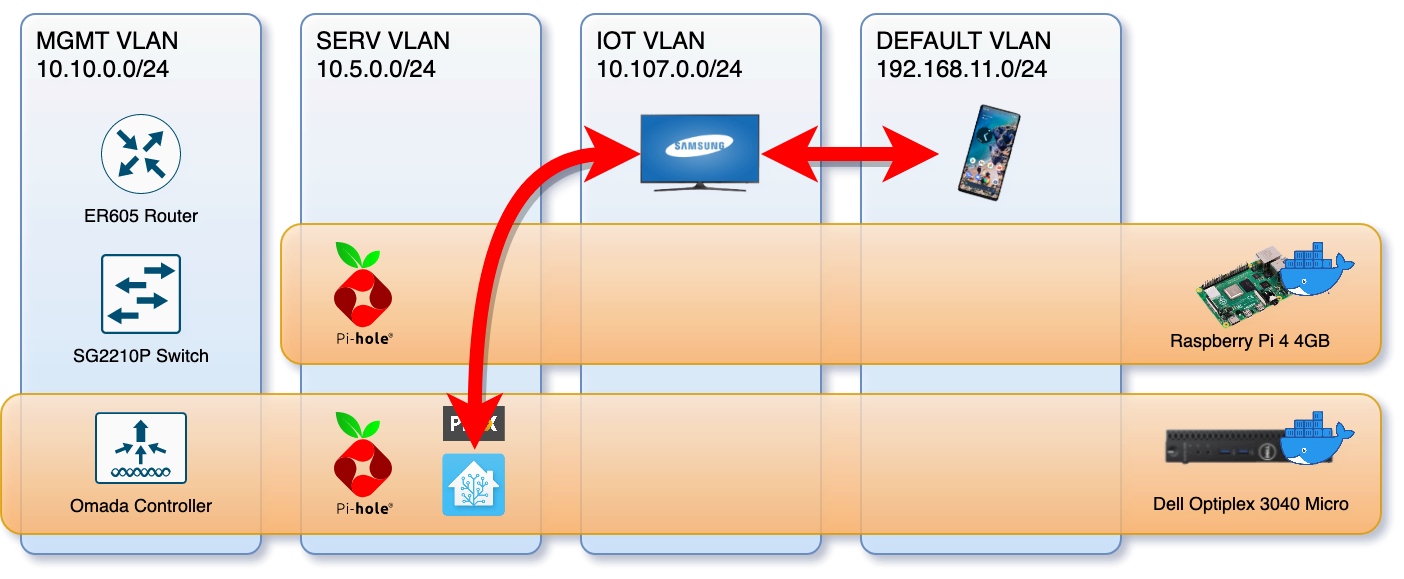 MGMT VLAN
10.10.0.0/24
SERV VLAN
10.5.0.0/24
IOT VLAN
10.107.0.0/24
DEFAULT VLAN
192.168.11.0/24
SAMSUNG
ER605 Router
Pi-hole®
SG2210P Switch
Raspberry Pi 4 4GB
Omada Controller
Pi-hole®
Dell Optiplex 3040 Micro